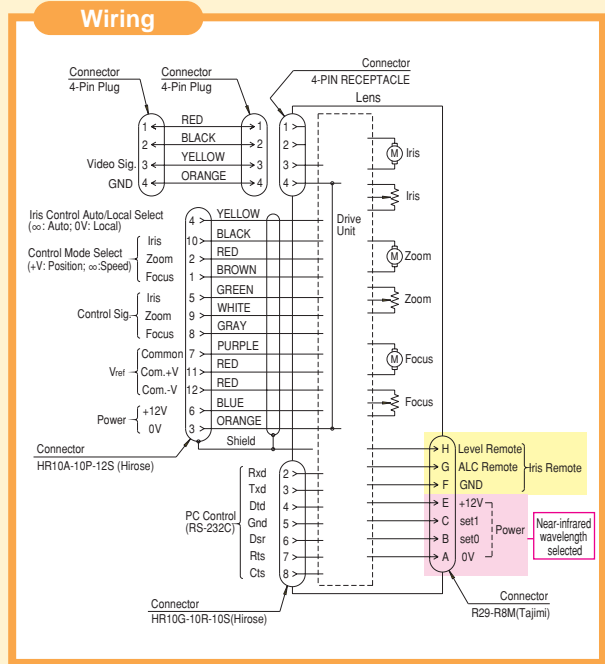 Wiring
Connector
4-Pin Plug
Connector
4-Pin Plug
Connector
4-PIN RECEPTACLE
Lens
1 RED 1 1
2 BLACK 2 2
Video Sig. 3 YELLOW 3 3
GND 4 ORANGE 4 4
Drive
Unit
M Iris
Iris
M Zoom
Zoom
M Focus
Focus
Iris Control Auto/Local Select
(∞: Auto; 0V: Local)
4 YELLOW
Control Mode Select
(+V: Position; ∞:Speed)
Iris 10 BLACK
Zoom 2 RED
Focus 1 BROWN
Control Sig.
Iris 5 GREEN
Zoom 9 WHITE
Focus 8 GRAY
Vref
Common 7 PURPLE
Com.+V 11 RED
Com.-V 12 RED
Power
+12V 6 BLUE
0V 3 ORANGE
Shield
Connector
HR10A-10P-12S (Hirose)
PC Control
(RS-232C)
Rxd 2
Txd 3
Dtd 4
Gnd 5
Dsr 6
Rts 7
Cts 8
Connector
HR10G-10R-10S(Hirose)
H Level Remote
G ALC Remote
F GND
Iris Remote
E +12V
C set1
B set0
A 0V
Power
Near-infrared
wavelength
selected
Connector
R29-R8M(Tajimi)